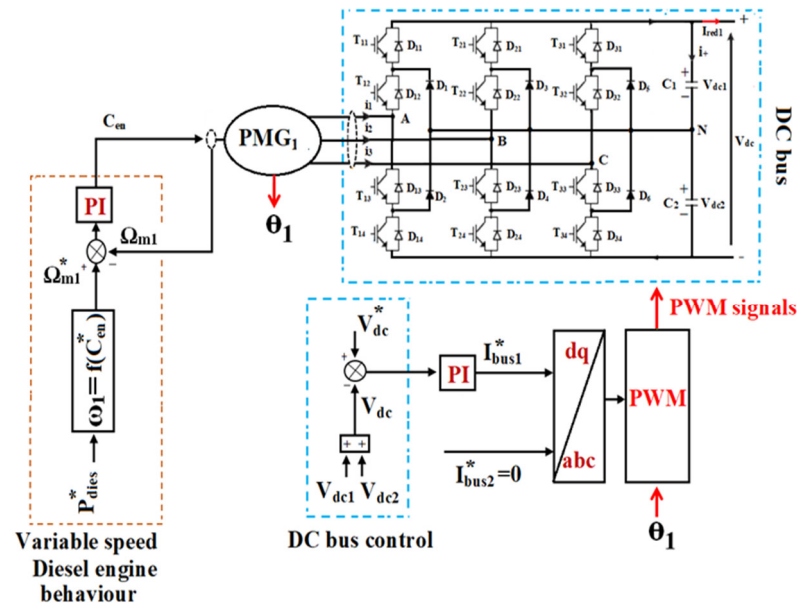 DC bus
T11 D11 T21 D21 T31 D31 Ired1 +
i+
T12 D12 D1 T22 D22 D3 T32 D32 D5 C1 + − Vdc1
Cen
PMG1
i1 A
i2 B N Vdc
i3 C
T13 D13 D2 T23 D23 D4 T33 D33 D6 C2 + − Vdc2
T14 D14 T24 D24 T34 D34 -
θ1
PI
Ωm1
Ω*m1 + −
ω1 = f(C*en)
P*dies
Variable speed
Diesel engine
behaviour
PWM signals
V*dc
+
−
PI
I*bus1
dq
abc
PWM
Vdc
+ +
Vdc1 Vdc2
I*bus2=0
θ1
DC bus control